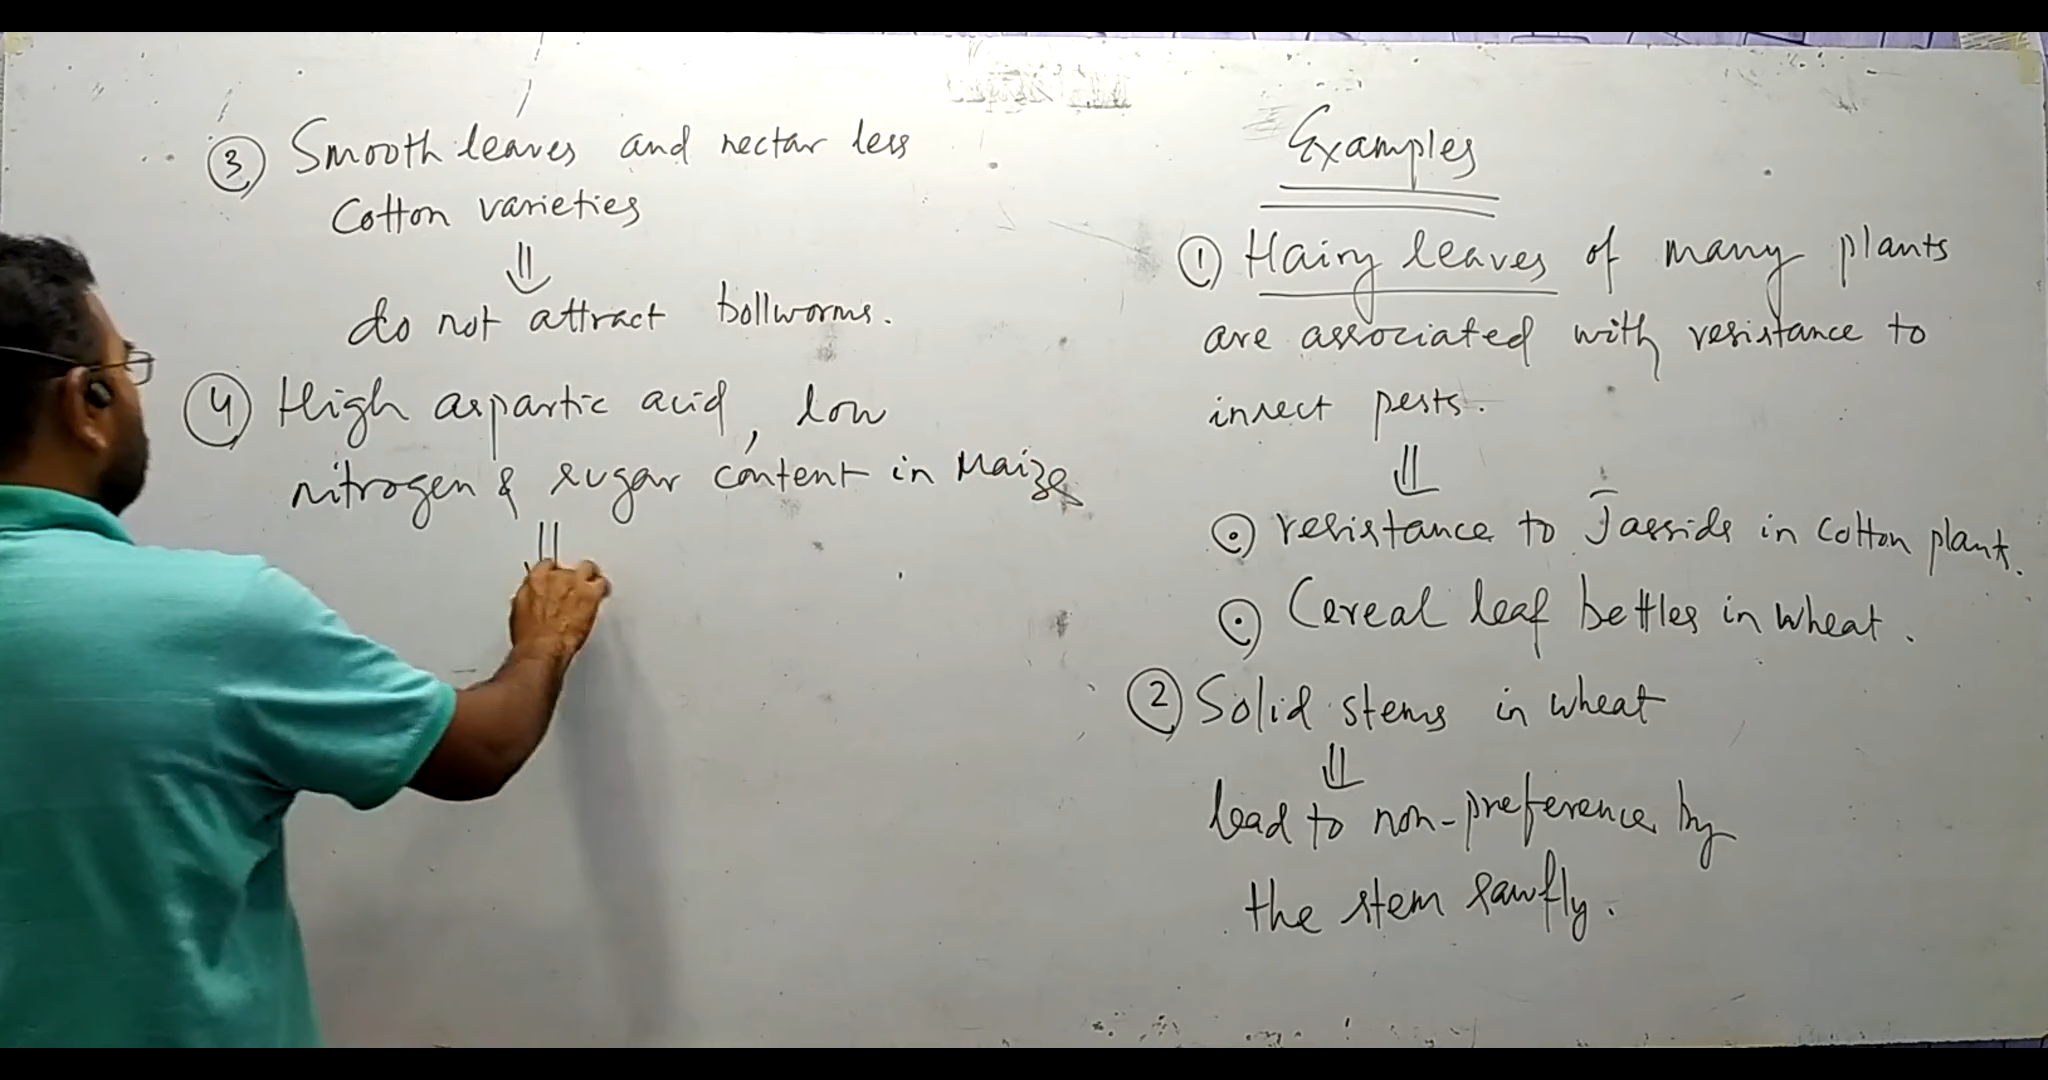 Examples
① Hairy leaves of many plants
are associated with resistance to
insect pests.
⇓
⊙ resistance to Jassids in cotton plant.
⊙ Cereal leaf bettles in wheat.
② Solid stems in wheat
⇓
lead to non-preference by
the stem sawfly.
③ Smooth leaves and nectar less
Cotton varieties
⇓
do not attract bollworms.
④ High aspartic acid, low
nitrogen & sugar content in Maize